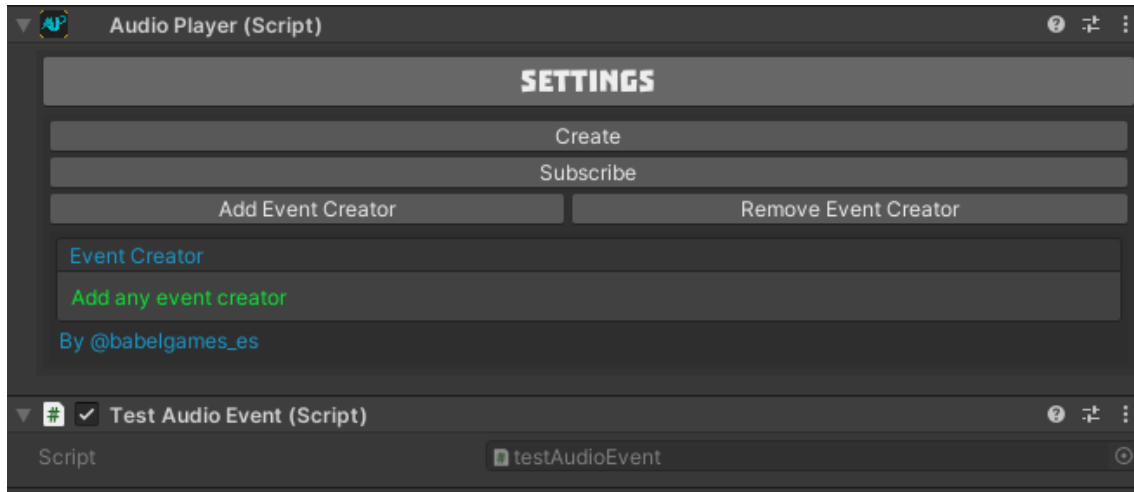 Audio Player (Script)
SETTINGS
Create
Subscribe
Add Event Creator Remove Event Creator
Event Creator
Add any event creator
By @babelgames_es
# Test Audio Event (Script)
Script # testAudioEvent